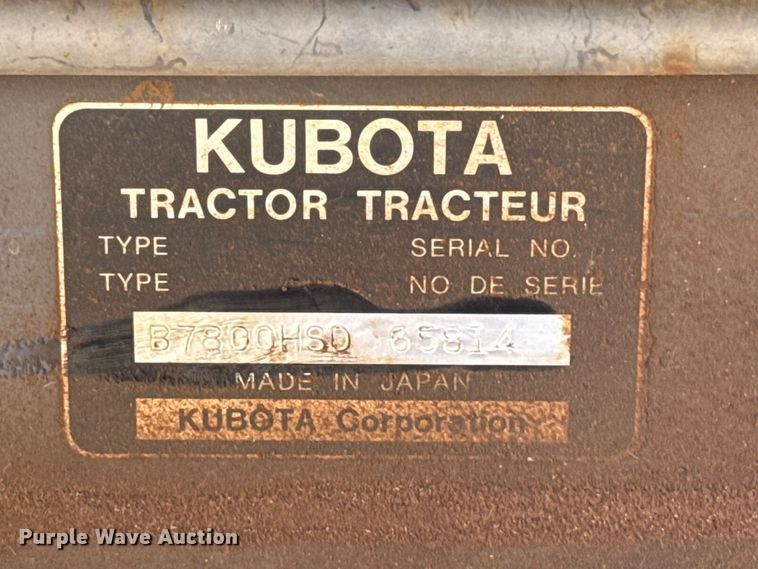 KUBOTA
TRACTOR TRACTEUR
TYPE SERIAL NO.
TYPE NO DE SERIE
B7800HSD 65814
MADE IN JAPAN
KUBOTA Corporation
Purple Wave Auction